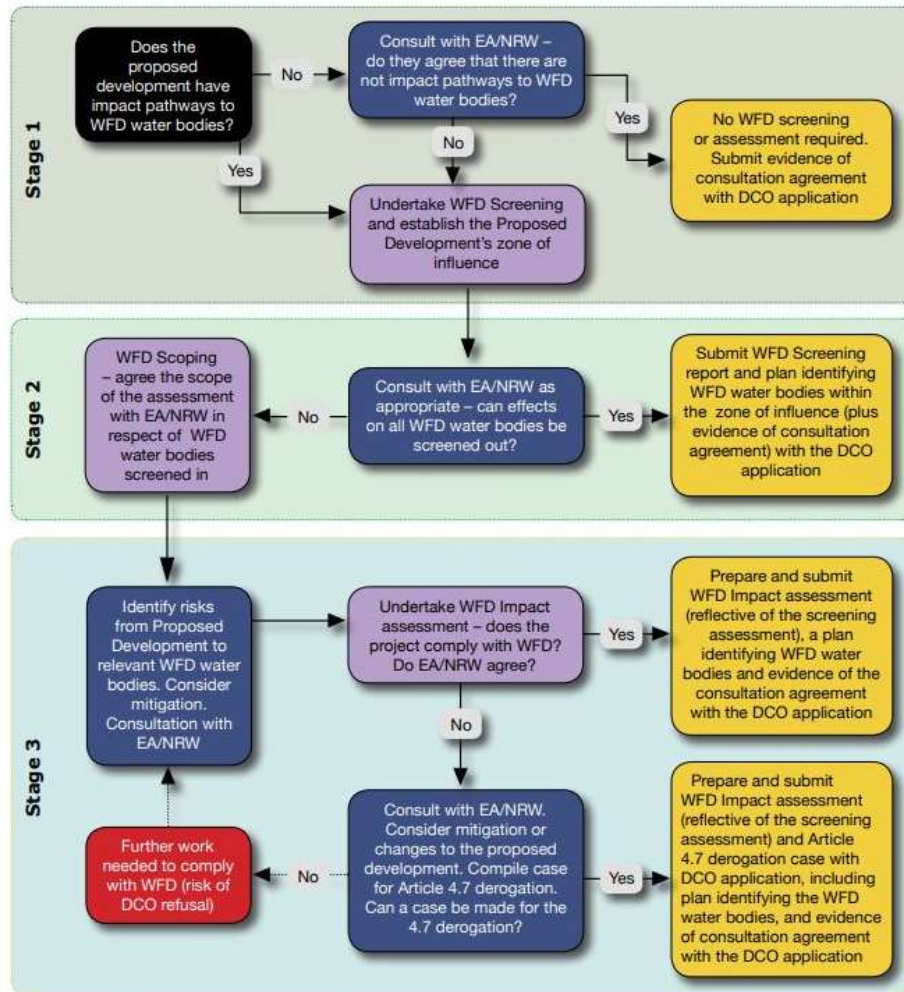 Stage 1
Does the
proposed
development have
impact pathways to
WFD water bodies?
No
Consult with EA/NRW –
do they agree that there are
not impact pathways to WFD
water bodies?
Yes
No WFD screening
or assessment required.
Submit evidence of
consultation agreement
with DCO application
No
Yes
Undertake WFD Screening
and establish the Proposed
Development's zone of
influence
Stage 2
WFD Scoping
– agree the scope
of the assessment
with EA/NRW in
respect of WFD
water bodies
screened in
No
Consult with EA/NRW as
appropriate – can effects
on all WFD water bodies be
screened out?
Yes
Submit WFD Screening
report and plan identifying
WFD water bodies within
the zone of influence (plus
evidence of consultation
agreement) with the DCO
application
Stage 3
Identify risks
from Proposed
Development to
relevant WFD water
bodies. Consider
mitigation.
Consultation with
EA/NRW
Undertake WFD Impact
assessment – does the
project comply with WFD?
Do EA/NRW agree?
Yes
Prepare and submit
WFD Impact assessment
(reflective of the screening
assessment), a plan
identifying WFD water
bodies and evidence of the
consultation agreement
with the DCO application
No
Further work
needed to comply
with WFD (risk of
DCO refusal)
No
Consult with EA/NRW.
Consider mitigation or
changes to the proposed
development. Compile case
for Article 4.7 derogation.
Can a case be made for the
4.7 derogation?
Yes
Prepare and submit
WFD Impact assessment
(reflective of the screening
assessment) and Article
4.7 derogation case with
DCO application, including
plan identifying the WFD
water bodies, and evidence
of consultation agreement
with the DCO application